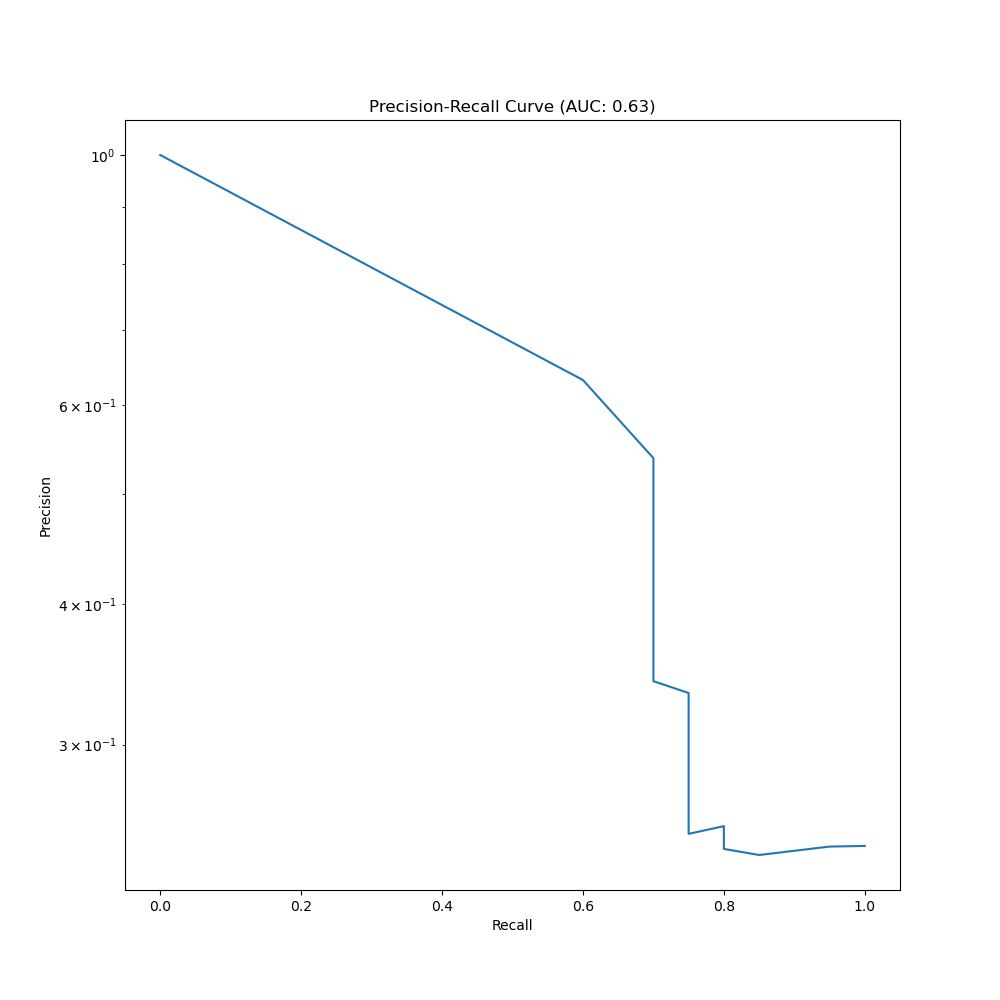 Precision-Recall Curve (AUC: 0.63)
10⁰
6 × 10⁻¹
4 × 10⁻¹
3 × 10⁻¹
Precision
0.0 0.2 0.4 0.6 0.8 1.0
Recall